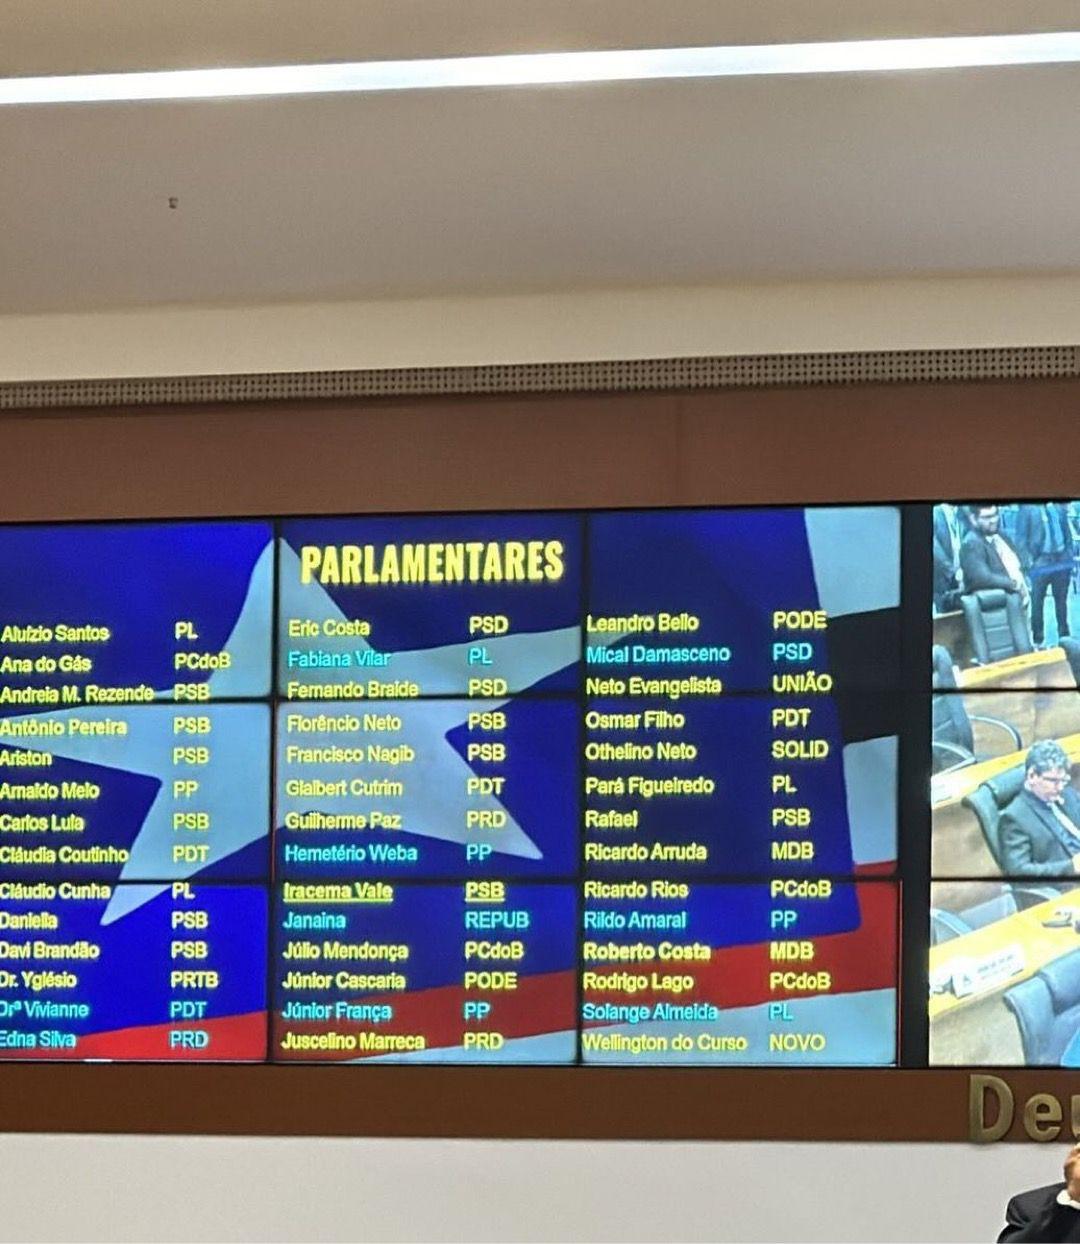 PARLAMENTARES
Aluízio Santos PL
Ana do Gás PCdoB
Andreia M. Rezende PSB
Antônio Pereira PSB
Ariston PSB
Arnaldo Melo PP
Carlos Lula PSB
Cláudia Coutinho PDT
Cláudio Cunha PL
Daniella PSB
Davi Brandão PSB
Dr. Yglésio PRTB
Drª Vivianne PDT
Edna Silva PRD
Eric Costa PSD
Fabiana Vilar PL
Fernando Braide PSD
Florêncio Neto PSB
Francisco Nagib PSB
Glalbert Cutrim PDT
Guilherme Paz PRD
Hemetério Weba PP
Iracema Vale PSB
Janaina REPUB
Júlio Mendonça PCdoB
Júnior Cascaria PODE
Júnior França PP
Juscelino Marreca PRD
Leandro Bello PODE
Mical Damasceno PSD
Neto Evangelista UNIÃO
Osmar Filho PDT
Othelino Neto SOLID
Pará Figueiredo PL
Rafael PSB
Ricardo Arruda MDB
Ricardo Rios PCdoB
Rildo Amaral PP
Roberto Costa MDB
Rodrigo Lago PCdoB
Solange Almeida PL
Wellington do Curso NOVO